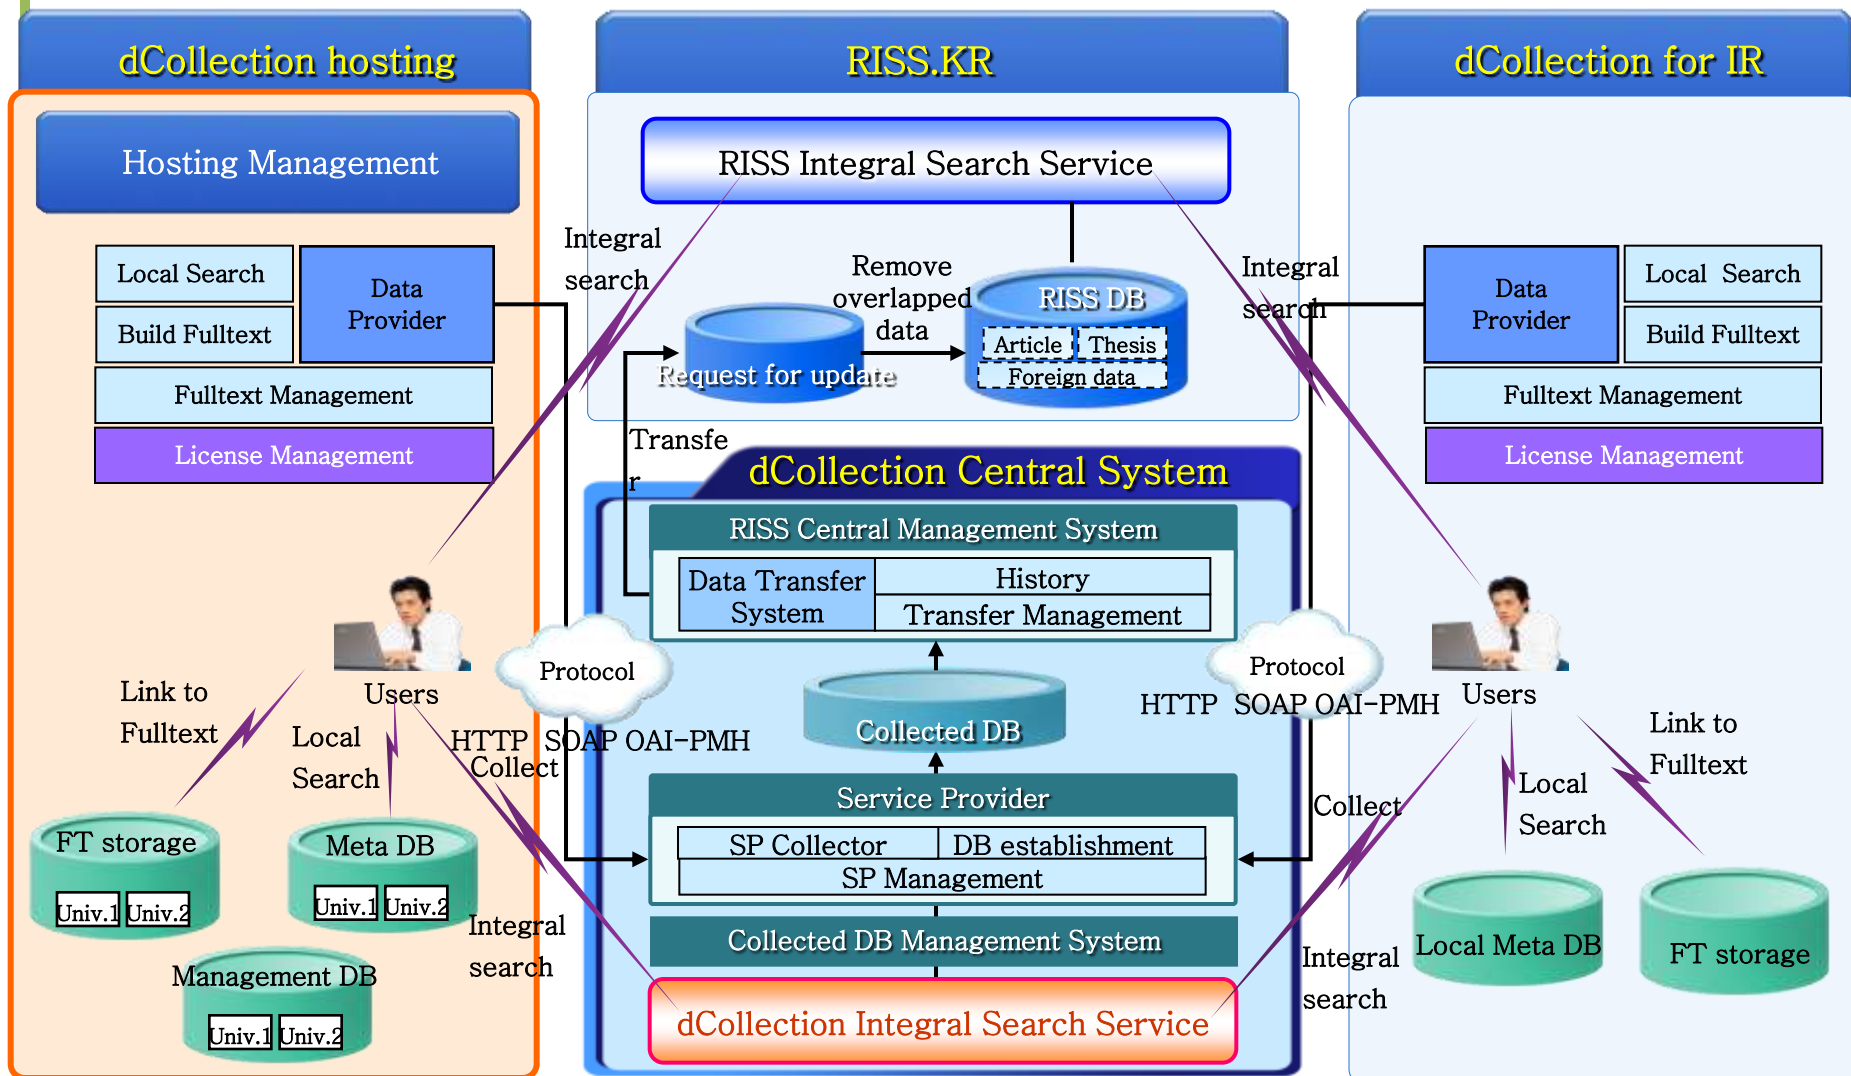 dCollection hosting
Hosting Management
Local Search
Build Fulltext
Data
Provider
Fulltext Management
License Management
Users
Link to
Fulltext
Local
Search
FT storage
Univ.1 Univ.2
Meta DB
Univ.1 Univ.2
Management DB
Univ.1 Univ.2
Integral
search
Protocol
HTTP SOAP OAI-PMH
Collect
Integral
search
RISS.KR
RISS Integral Search Service
Request for update
Remove
overlapped
data
RISS DB
Article Thesis
Foreign data
Transfe
r
dCollection Central System
RISS Central Management System
Data Transfer
System
History
Transfer Management
Collected DB
Service Provider
SP Collector DB establishment
SP Management
Collected DB Management System
dCollection Integral Search Service
dCollection for IR
Integral
search
Data
Provider
Local Search
Build Fulltext
Fulltext Management
License Management
Protocol
HTTP SOAP OAI-PMH
Users
Link to
Fulltext
Collect
Local
Search
Integral
search
Local Meta DB
FT storage